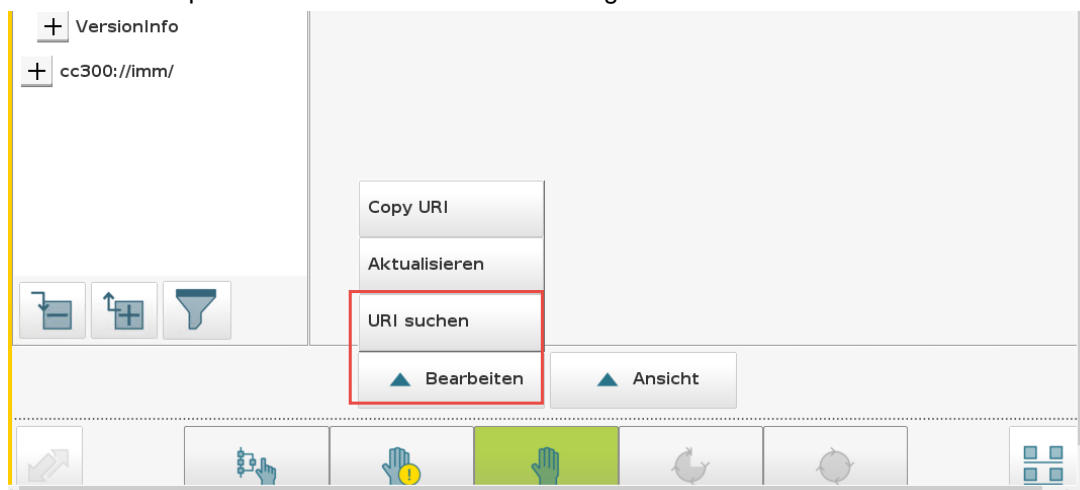 VersionInfo
cc300://imm/
Copy URI
Aktualisieren
URI suchen
Bearbeiten
Ansicht